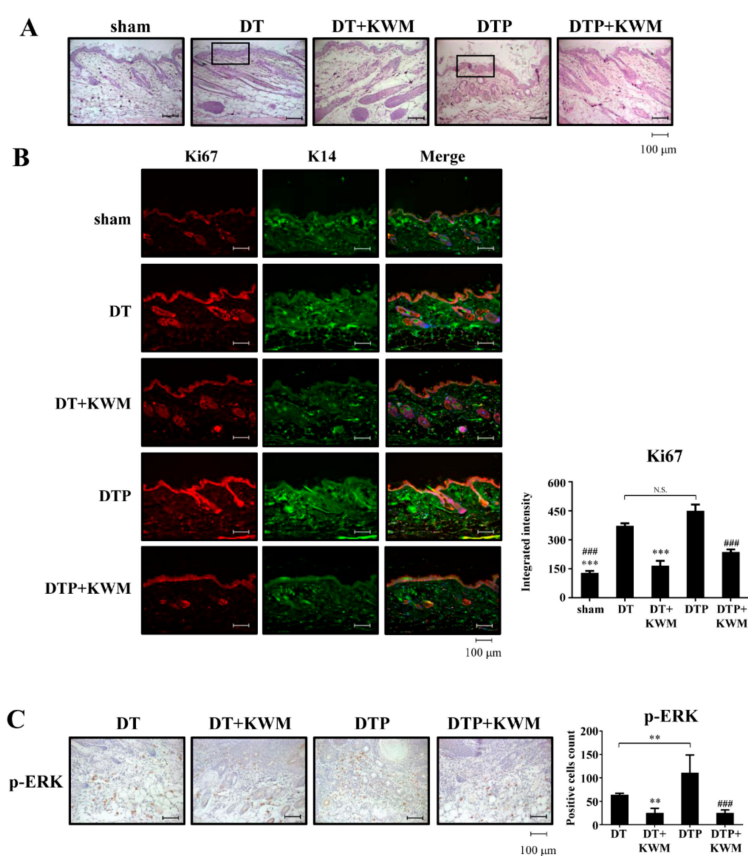 A
sham
DT
DT+KWM
DTP
DTP+KWM
100 μm
B
Ki67
K14
Merge
sham
DT
DT+KWM
DTP
DTP+KWM
100 μm
Ki67
Integrated intensity
600
450
300
150
0
N.S.
###
***
***
###
sham
DT
DT+
KWM
DTP
DTP+
KWM
C
DT
DT+KWM
DTP
DTP+KWM
p-ERK
100 μm
p-ERK
Positive cells count
200
150
100
50
0
**
**
###
DT
DT+
KWM
DTP
DTP+
KWM